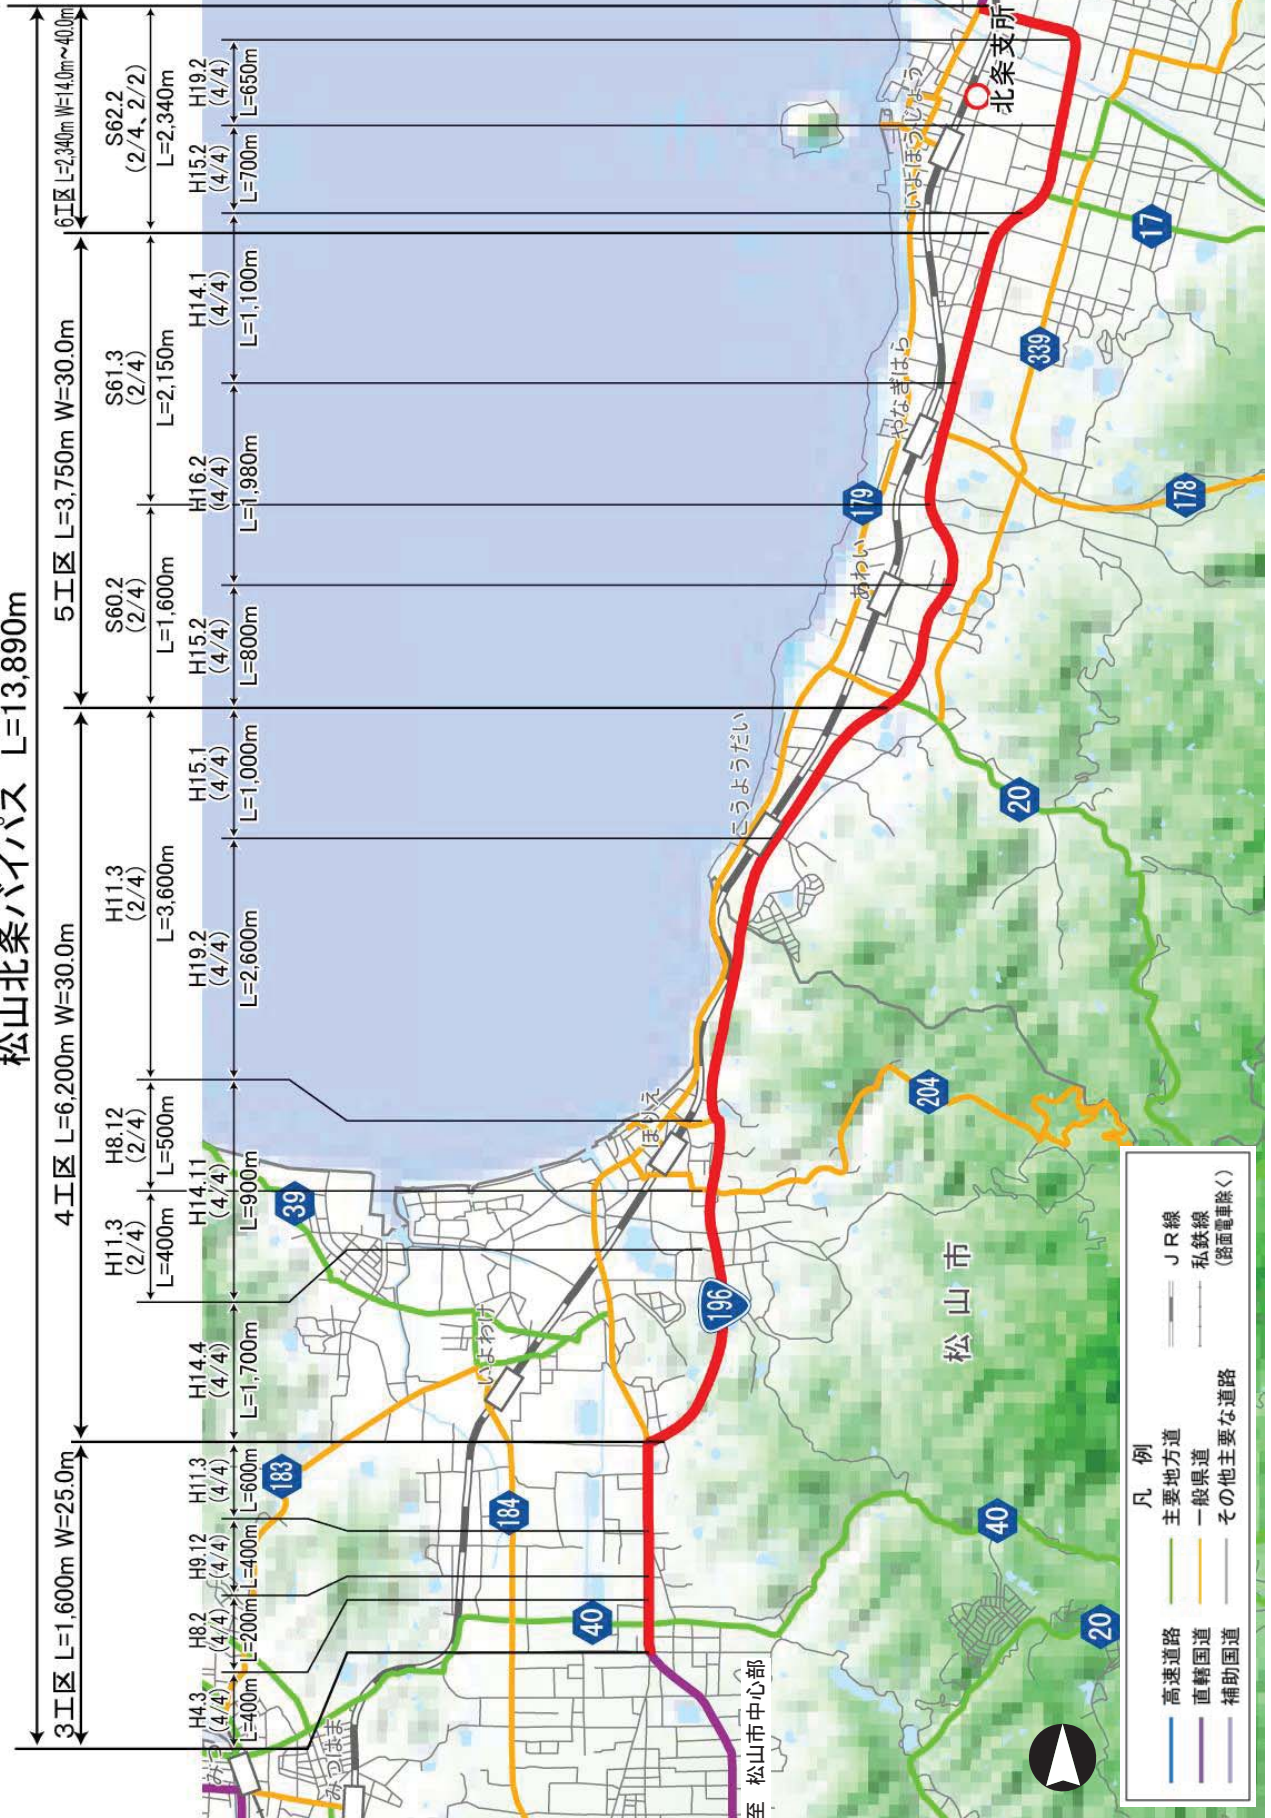 松山北条バイパス L=13,890m
3工区 L=1,600m W=25.0m
4工区 L=6,200m W=30.0m
5工区 L=3,750m W=30.0m
6工区 L=2,340m W=14.0m~40.0m
H11.3
(2/4)
L=400m
H8.12
(2/4)
L=500m
H11.3
(2/4)
L=3,600m
S60.2
(2/4)
L=1,600m
S61.3
(2/4)
L=2,150m
S62.2
(2/4、2/2)
L=2,340m
H4.3
(4/4)
L=400m
H8.2
(4/4)
L=200m
H9.12
(4/4)
L=400m
H11.3
(4/4)
L=600m
H14.4
(4/4)
L=1,700m
H14.11
(4/4)
L=900m
H19.2
(4/4)
L=2,600m
H15.1
(4/4)
L=1,000m
H15.2
(4/4)
L=800m
H16.2
(4/4)
L=1,980m
H14.1
(4/4)
L=1,100m
H15.2
(4/4)
L=700m
H19.2
(4/4)
L=650m
みつ
みつはま
いよわけ
ほりえ
こうようだい
あわい
やなぎはら
いよほうじょう
北条支所
39
183
184
40
196
204
20
179
178
339
17
40
20
松山市
至 松山市中心部
凡 例
高速道路
直轄国道
補助国道
主要地方道
一般県道
その他主要な道路
JR線
私鉄線
(路面電車除く)